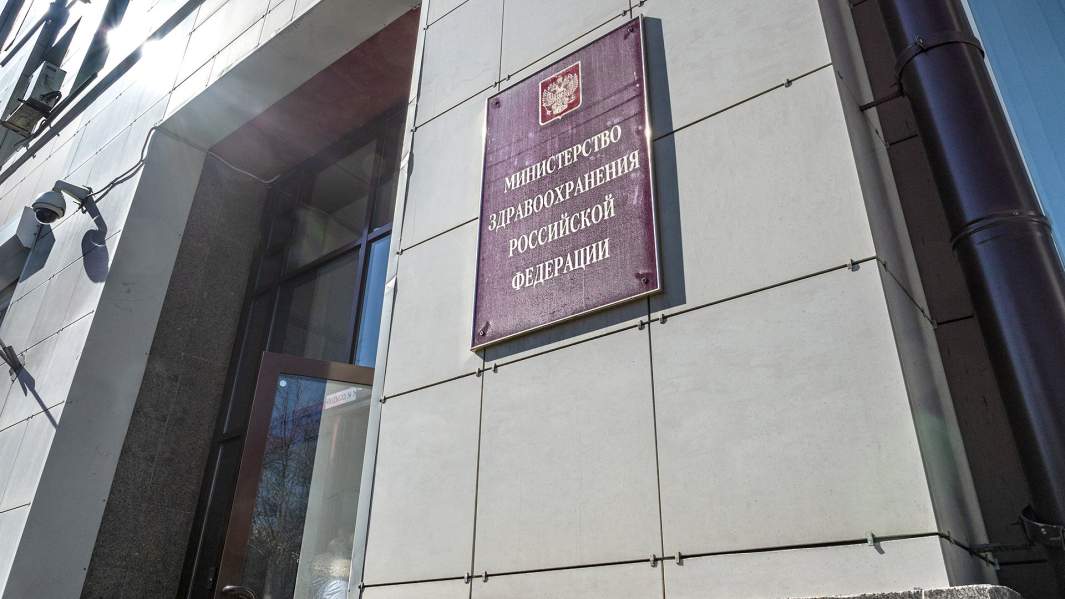 МИНИСТЕРСТВО
ЗДРАВООХРАНЕНИЯ
РОССИЙСКОЙ
ФЕДЕРАЦИИ